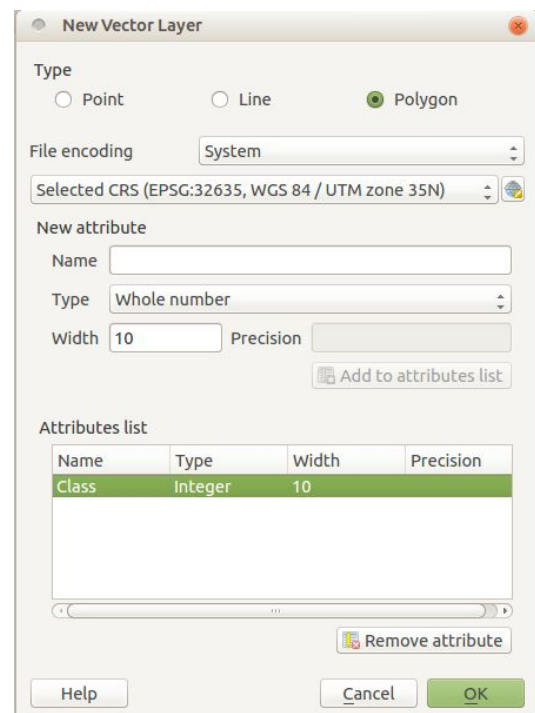 New Vector Layer
Type
Point Line Polygon
File encoding System
Selected CRS (EPSG:32635, WGS 84 / UTM zone 35N)
New attribute
Name
Type Whole number
Width 10 Precision
Add to attributes list
Attributes list
Name Type Width Precision
Class Integer 10
Remove attribute
Help Cancel OK